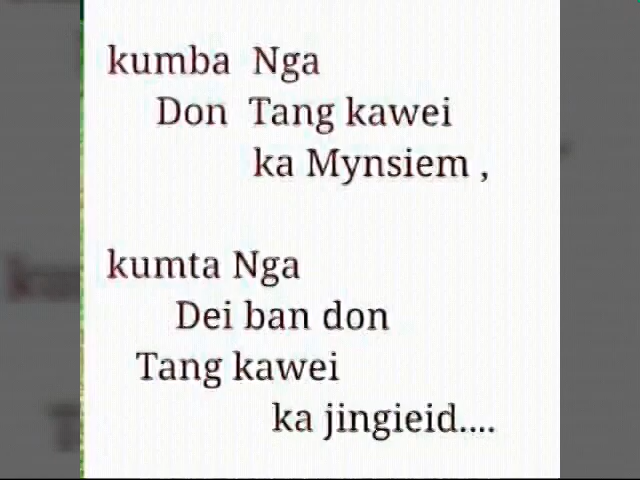 kumba Nga
Don Tang kawei
ka Mynsiem ,
kumta Nga
Dei ban don
Tang kawei
ka jingieid....